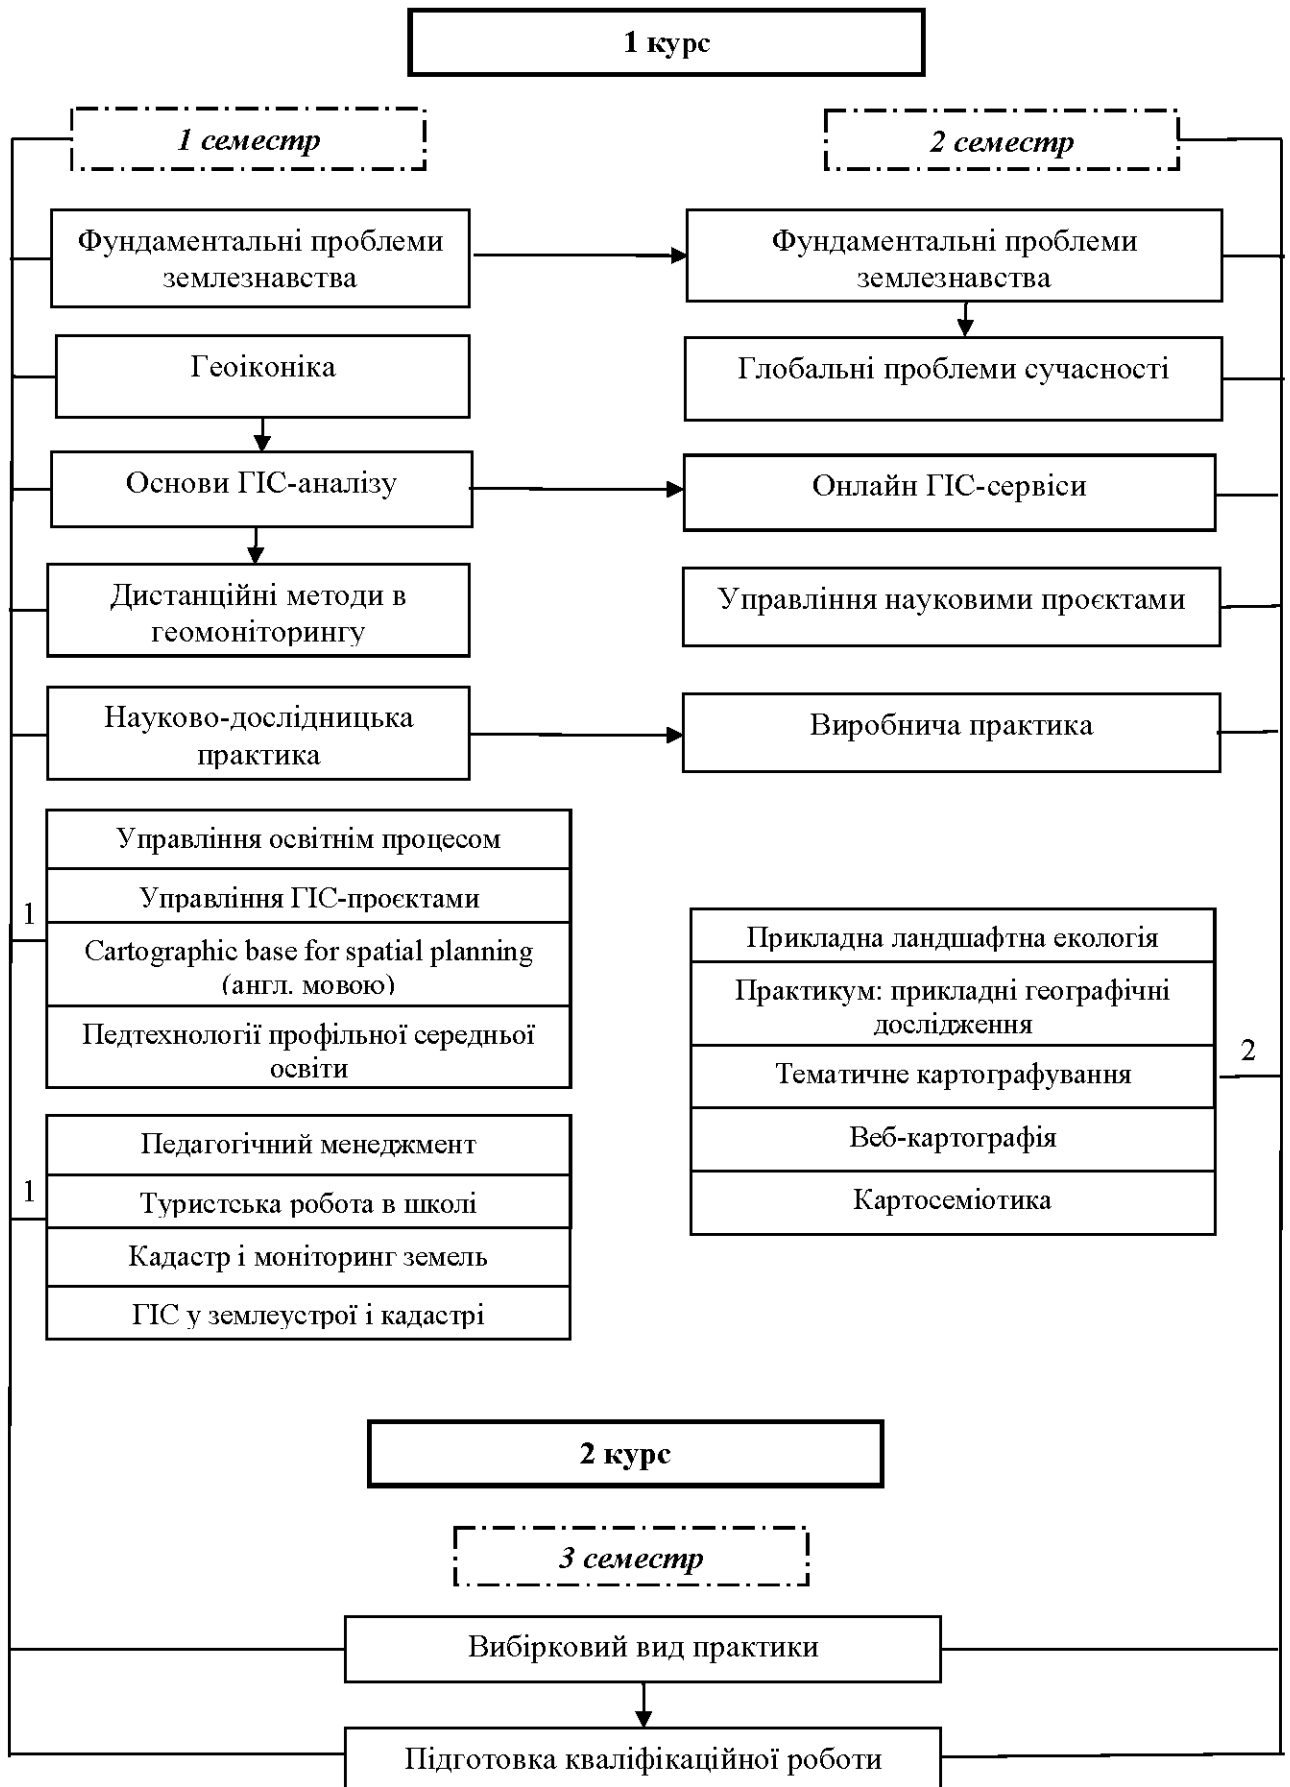 1 курс
1 семестр
2 семестр
Фундаментальні проблеми
землезнавства
Фундаментальні проблеми
землезнавства
Геоіконіка
Глобальні проблеми сучасності
Основи ГІС-аналізу
Онлайн ГІС-сервіси
Дистанційні методи в
геомоніторингу
Управління науковими проєктами
Науково-дослідницька
практика
Виробнича практика
1
Управління освітнім процесом
Управління ГІС-проєктами
Cartographic base for spatial planning
(англ. мовою)
Педтехнології профільної середньої
освіти
1
Педагогічний менеджмент
Туристська робота в школі
Кадастр і моніторинг земель
ГІС у землеустрої і кадастрі
Прикладна ландшафтна екологія
Практикум: прикладні географічні
дослідження
Тематичне картографування
Веб-картографія
Картосеміотика
2
2 курс
3 семестр
Вибірковий вид практики
Підготовка кваліфікаційної роботи